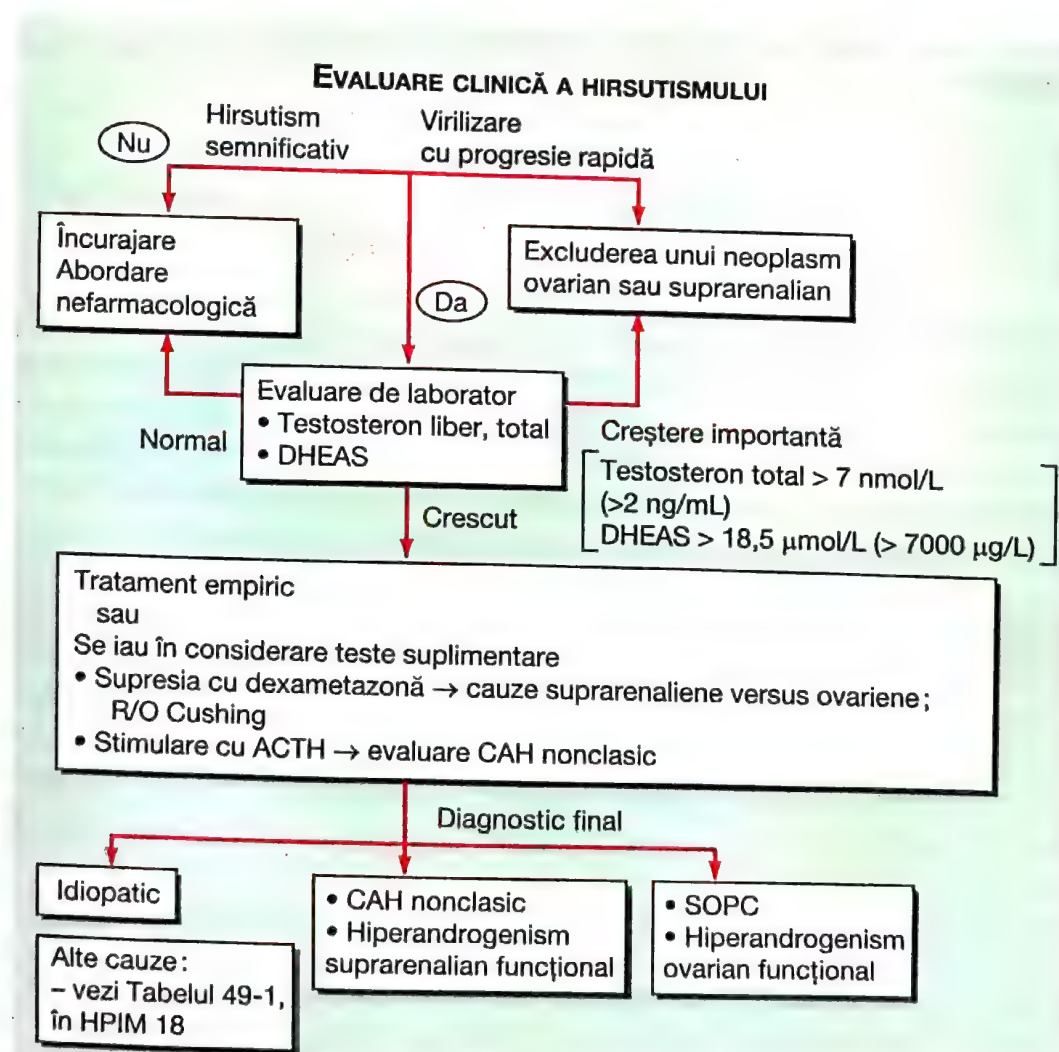 EVALUARE CLINICĂ A HIRSUTISMULUI
Nu
Hirsutism
semnificativ
Virilizare
cu progresie rapidă
Încurajare
Abordare
nefarmacologică
Da
Excluderea unui neoplasm
ovarian sau suprarenalian
Evaluare de laborator
• Testosteron liber, total
• DHEAS
Normal
Creștere importantă
Testosteron total > 7 nmol/L
(>2 ng/mL)
DHEAS > 18,5 μmol/L (> 7000 μg/L)
Crescut
Tratament empiric
sau
Se iau în considerare teste suplimentare
• Supresia cu dexametazonă → cauze suprarenaliene versus ovariene;
R/O Cushing
• Stimulare cu ACTH → evaluare CAH nonclasic
Diagnostic final
Idiopatic
Alte cauze:
– vezi Tabelul 49-1,
în HPIM 18
• CAH nonclasic
• Hiperandrogenism
suprarenalian funcțional
• SOPC
• Hiperandrogenism
ovarian funcțional